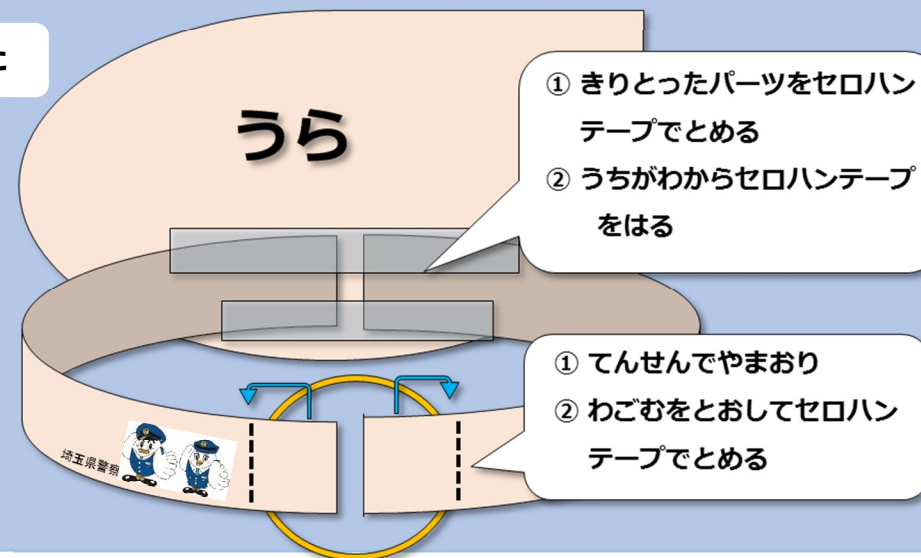 た
うら
① きりとったパーツをセロハン
テープでとめる
② うちがわからセロハンテープ
をはる
① てんせんでやまおり
② わごむをとおしてセロハン
テープでとめる
埼玉県警察